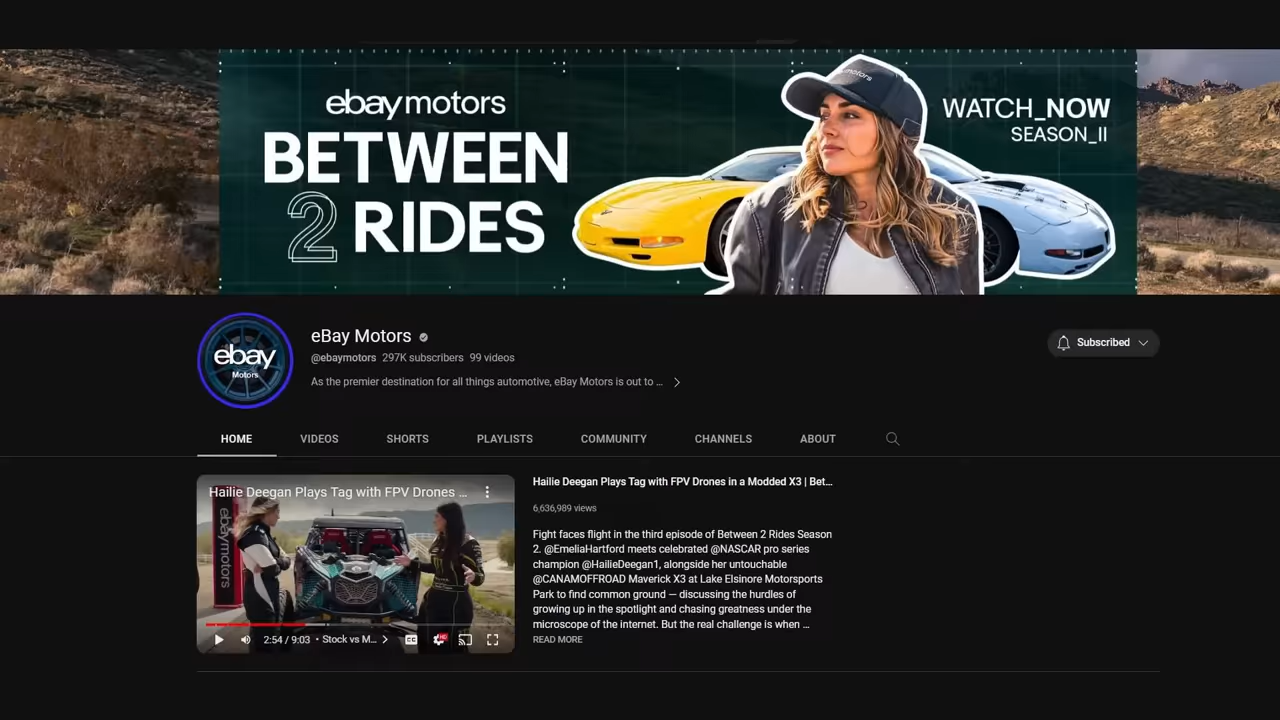 ebay motors
BETWEEN
2 RIDES
WATCH_NOW
SEASON_II
eBay Motors
@ebaymotors 297K subscribers 99 videos
As the premier destination for all things automotive, eBay Motors is out to ...
Subscribed
ebay
Motors
HOME VIDEOS SHORTS PLAYLISTS COMMUNITY CHANNELS ABOUT
Hailie Deegan Plays Tag with FPV Drones ...
ebaymotors
2:54 / 9:03 • Stock vs M...
CC
HD
Hailie Deegan Plays Tag with FPV Drones in a Modded X3 | Bet...
6,636,989 views
Fight faces flight in the third episode of Between 2 Rides Season
2. @EmeliaHartford meets celebrated @NASCAR pro series
champion @HailieDeegan1, alongside her untouchable
@CANAMOFFROAD Maverick X3 at Lake Elsinore Motorsports
Park to find common ground — discussing the hurdles of
growing up in the spotlight and chasing greatness under the
microscope of the internet. But the real challenge is when ...
READ MORE